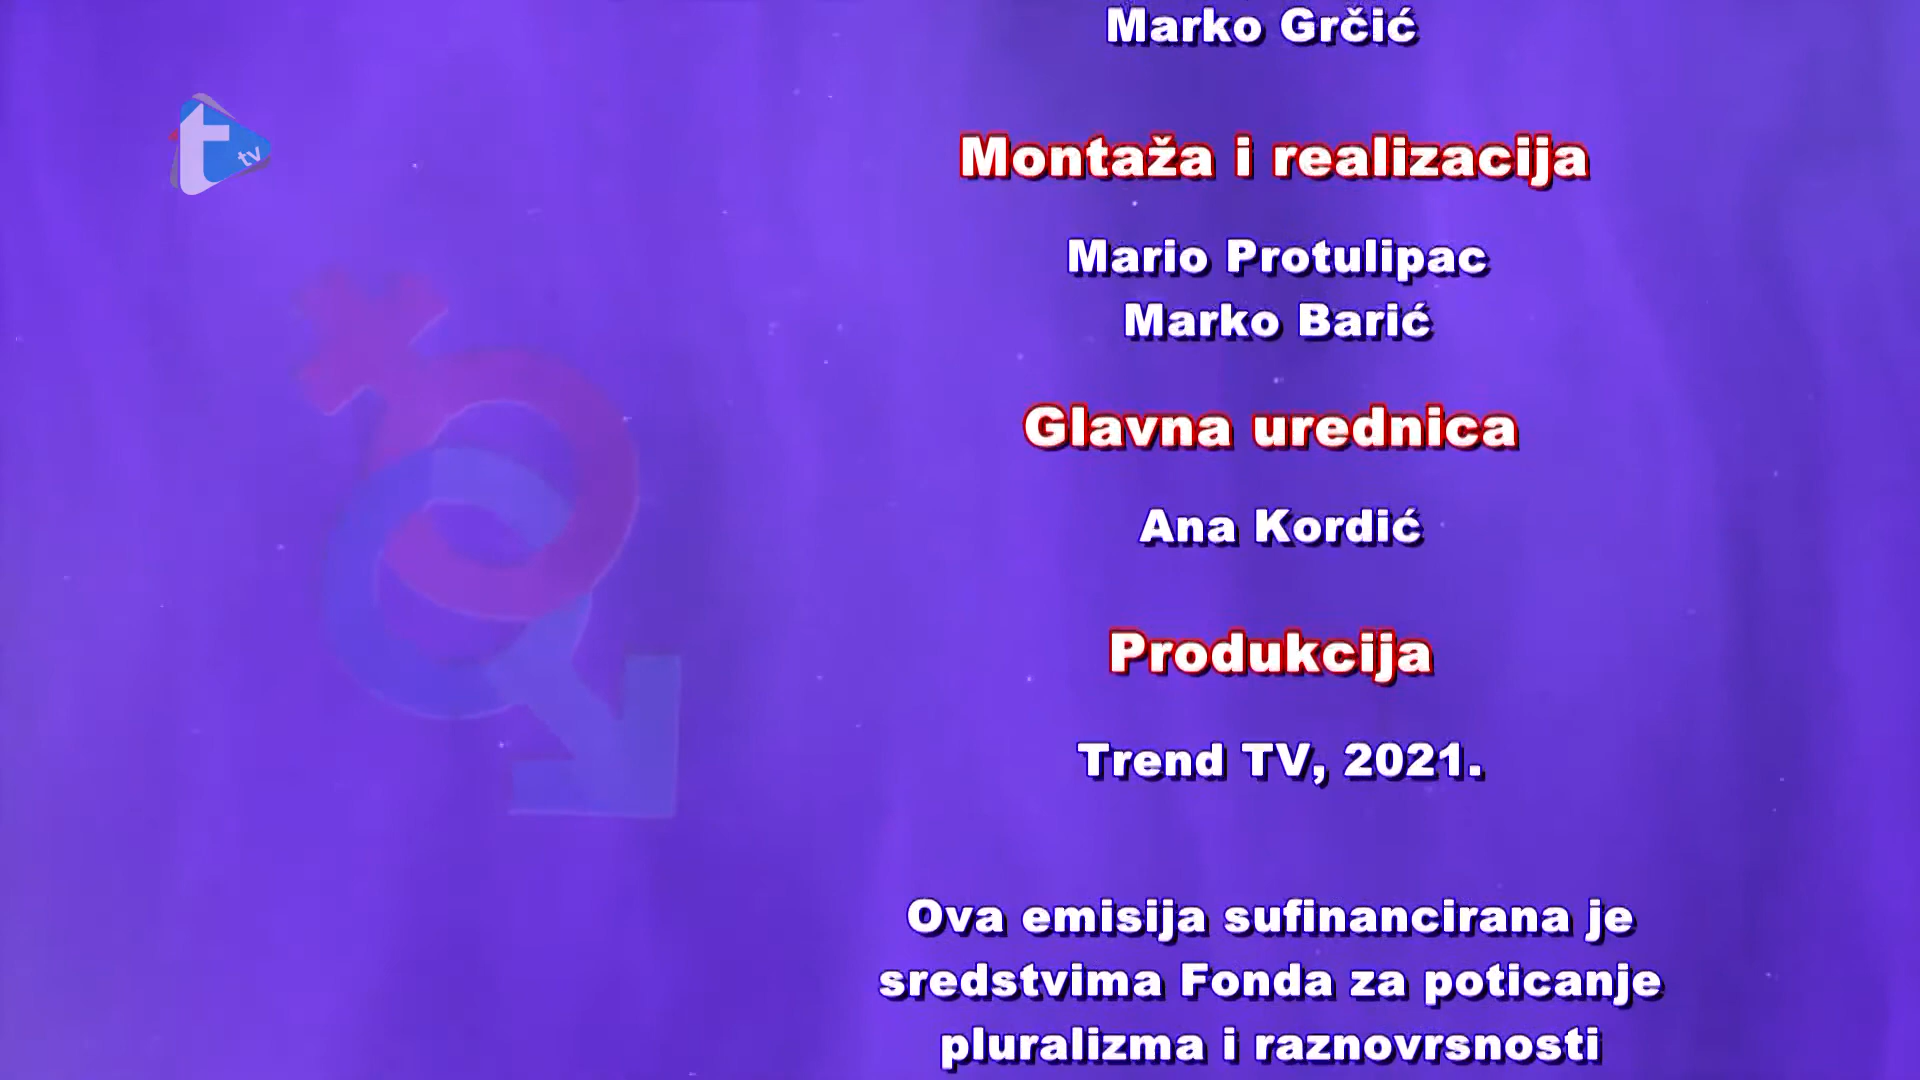 Marko Grčić
t tv
Montaža i realizacija
Mario Protulipac
Marko Barić
Glavna urednica
Ana Kordić
Produkcija
Trend TV, 2021.
Ova emisija sufinancirana je
sredstvima Fonda za poticanje
pluralizma i raznovrsnosti